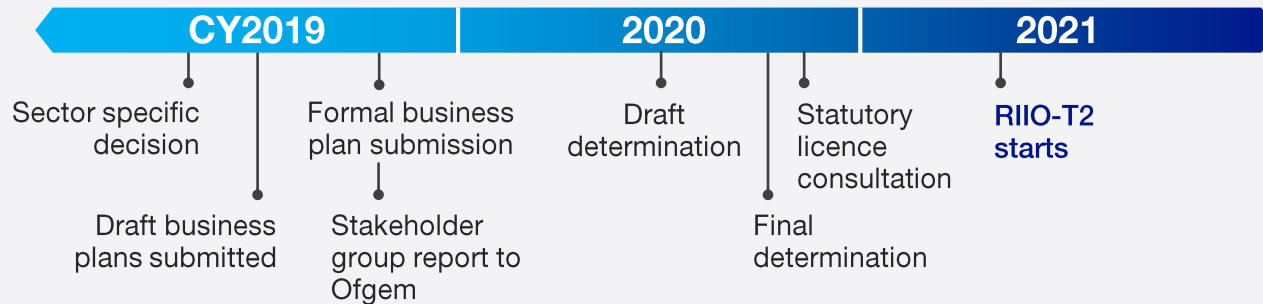 CY2019
2020
2021
Sector specific
decision
Draft business
plans submitted
Formal business
plan submission
Stakeholder
group report to
Ofgem
Draft
determination
Final
determination
Statutory
licence
consultation
RIIO-T2
starts